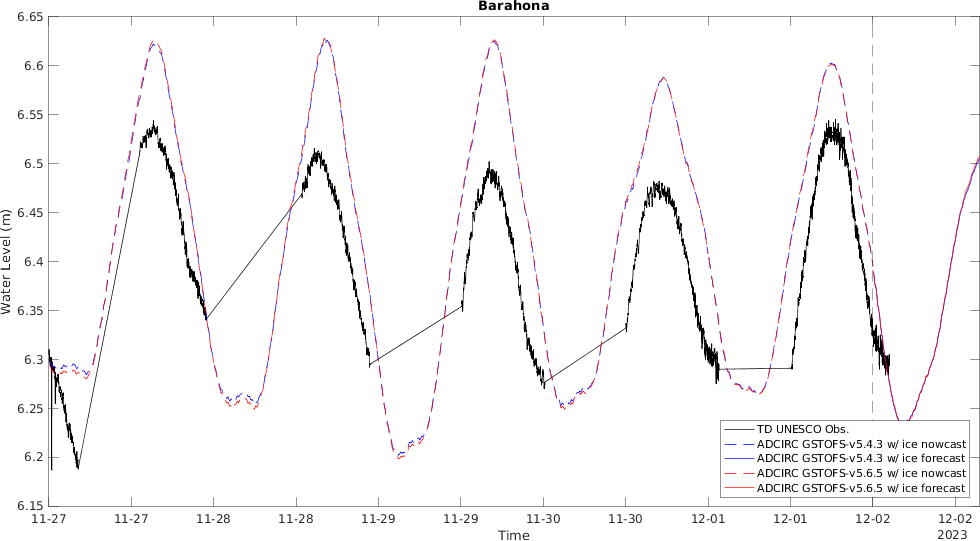 Barahona
6.65
6.6
6.55
6.5
6.45
6.4
6.35
6.3
6.25
6.2
6.15
Water Level (m)
TD UNESCO Obs.
ADCIRC GSTOFS-v5.4.3 w/ ice nowcast
ADCIRC GSTOFS-v5.4.3 w/ ice forecast
ADCIRC GSTOFS-v5.6.5 w/ ice nowcast
ADCIRC GSTOFS-v5.6.5 w/ ice forecast
11-27 11-27 11-28 11-28 11-29 11-29 11-30 11-30 12-01 12-01 12-02 12-02
Time 2023